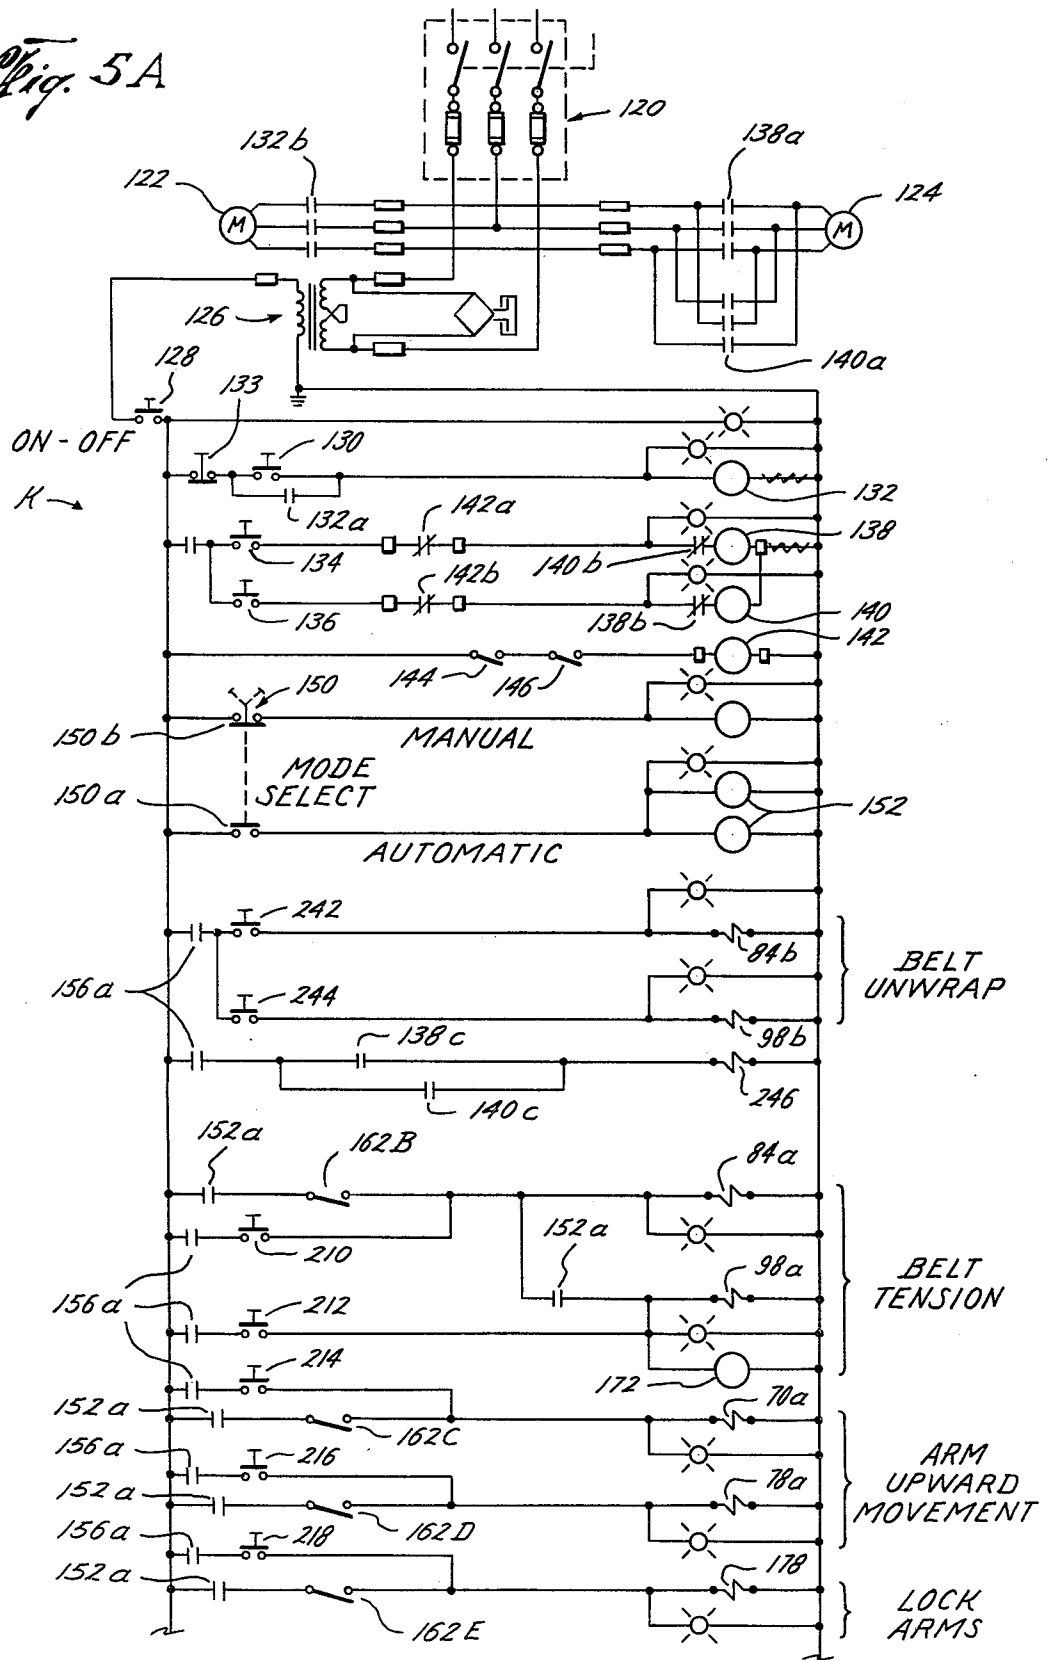 Fig. 5A
120
132b
138a
122
M
M
124
126
140a
128
133
130
ON-OFF
K
132a
142a
132
138
134
140b
142b
136
138b
140
142
144
146
150
150b
MANUAL
MODE
SELECT
150a
152
AUTOMATIC
242
84b
BELT
UNWRAP
156a
244
98b
138c
140c
246
152a
162B
84a
210
152a
98a
BELT
TENSION
156a
212
214
172
152a
162C
70a
156a
216
ARM
UPWARD
MOVEMENT
152a
162D
78a
156a
218
152a
162E
178
LOCK
ARMS